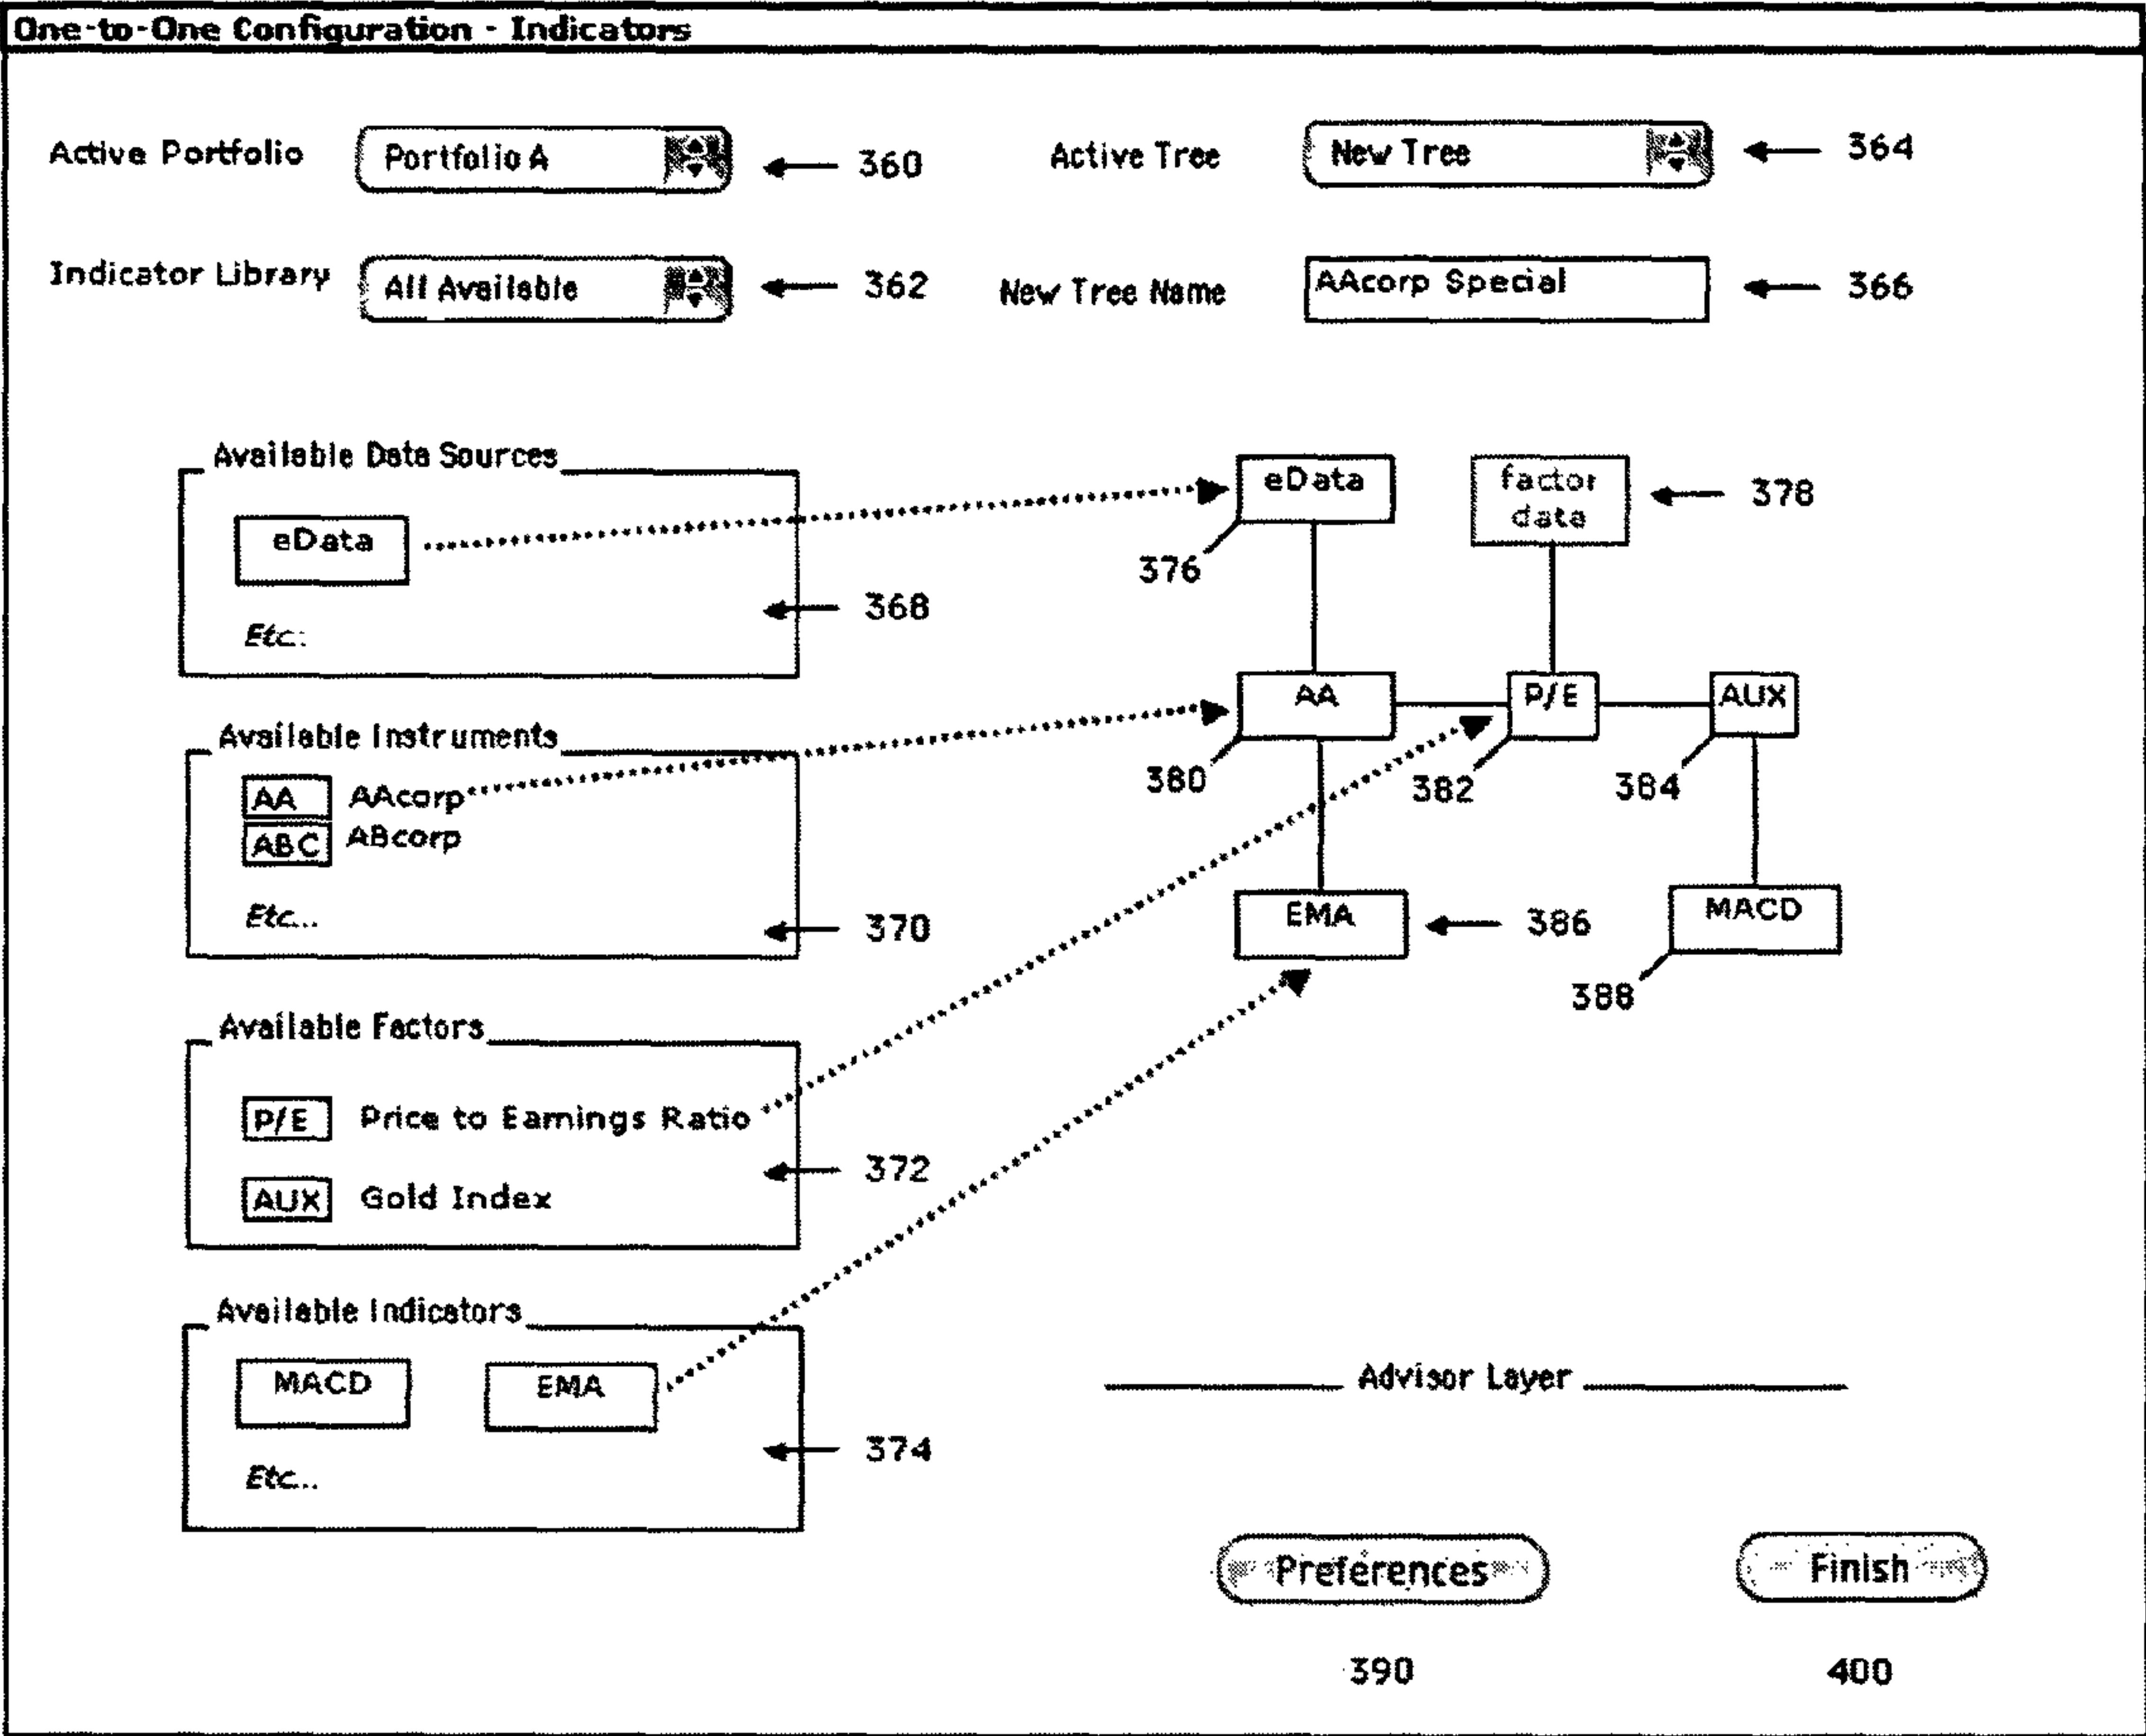 One-to-One Configuration - Indicators
Active Portfolio
Portfolio A
360
Active Tree
New Tree
364
Indicator Library
All Available
362
New Tree Name
AAcorp Special
366
Available Data Sources
eData
Etc.
368
eData
376
factor
data
378
Available Instruments
AA AAcorp
ABC ABcorp
Etc...
370
AA
380
P/E
382
AUX
384
EMA
386
MACD
388
Available Factors
P/E Price to Earnings Ratio
AUX Gold Index
372
Available Indicators
MACD
EMA
Etc...
374
Advisor Layer
Preferences
Finish
390
400